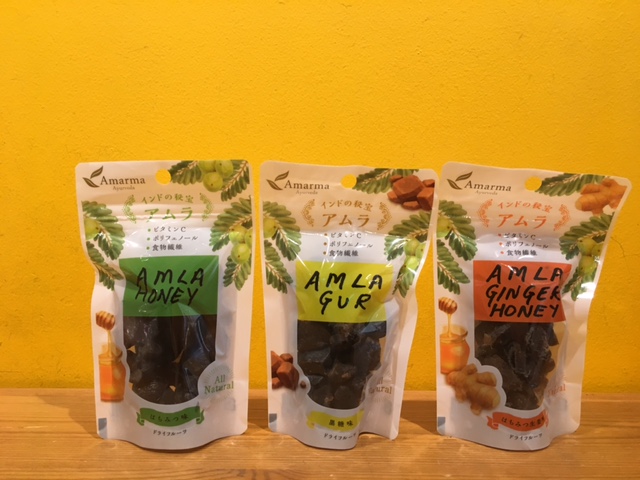 Amarma
Ayurveda
インドの秘宝
アムラ
ビタミンC
ポリフェノール
食物繊維
AMLA
HONEY
All
Natural
はちみつ味
ドライフルーツ
Amarma
Ayurveda
インドの秘宝
アムラ
ビタミンC
ポリフェノール
食物繊維
AMLA
GUR
黒糖味
ドライフルーツ
Amarma
Ayurveda
インドの秘宝
アムラ
ビタミンC
ポリフェノール
食物繊維
AMLA
GINGER
HONEY
ドライフルーツ